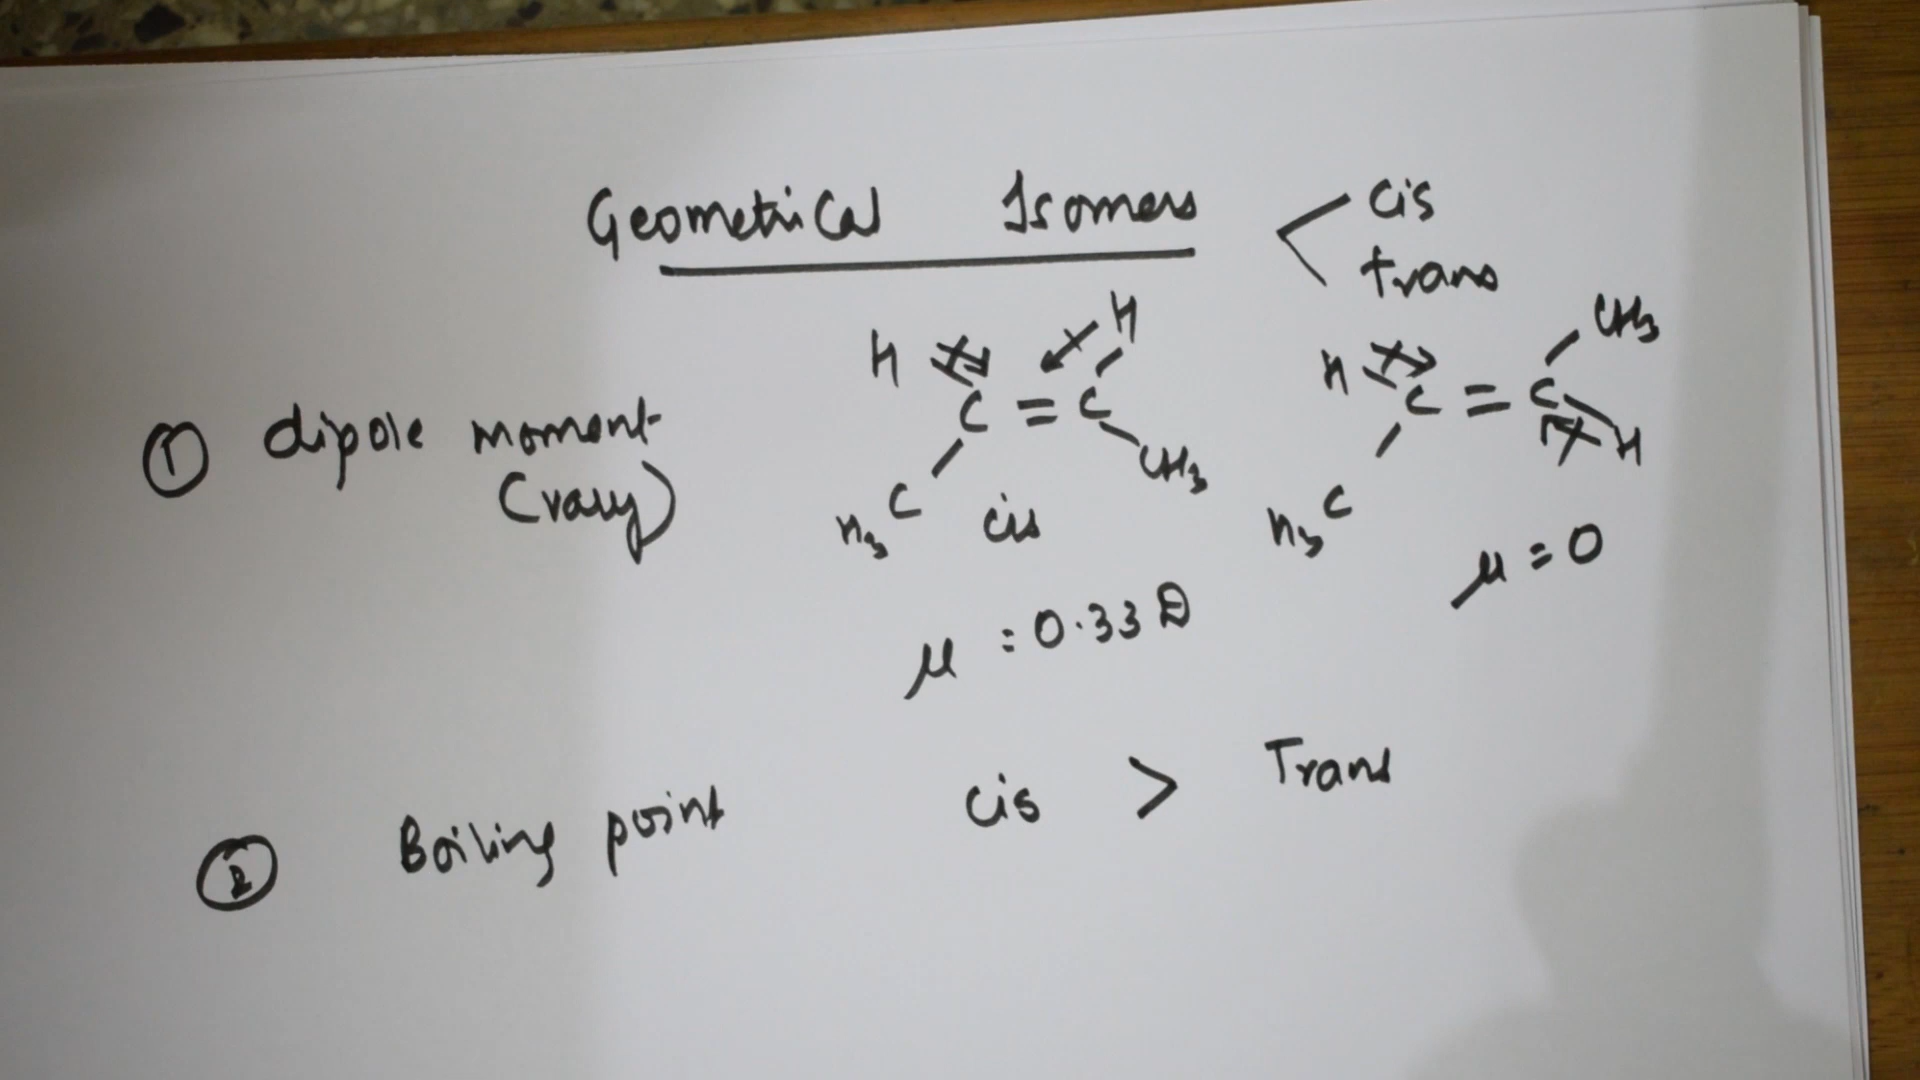 Geometrical Isomers < cis
trans
① dipole moment
(vary)
H H
C = C
H₃C CH₃
cis
μ = 0.33 D
H CH₃
C = C
H₃C H
μ = 0
② Boiling point cis > Trans